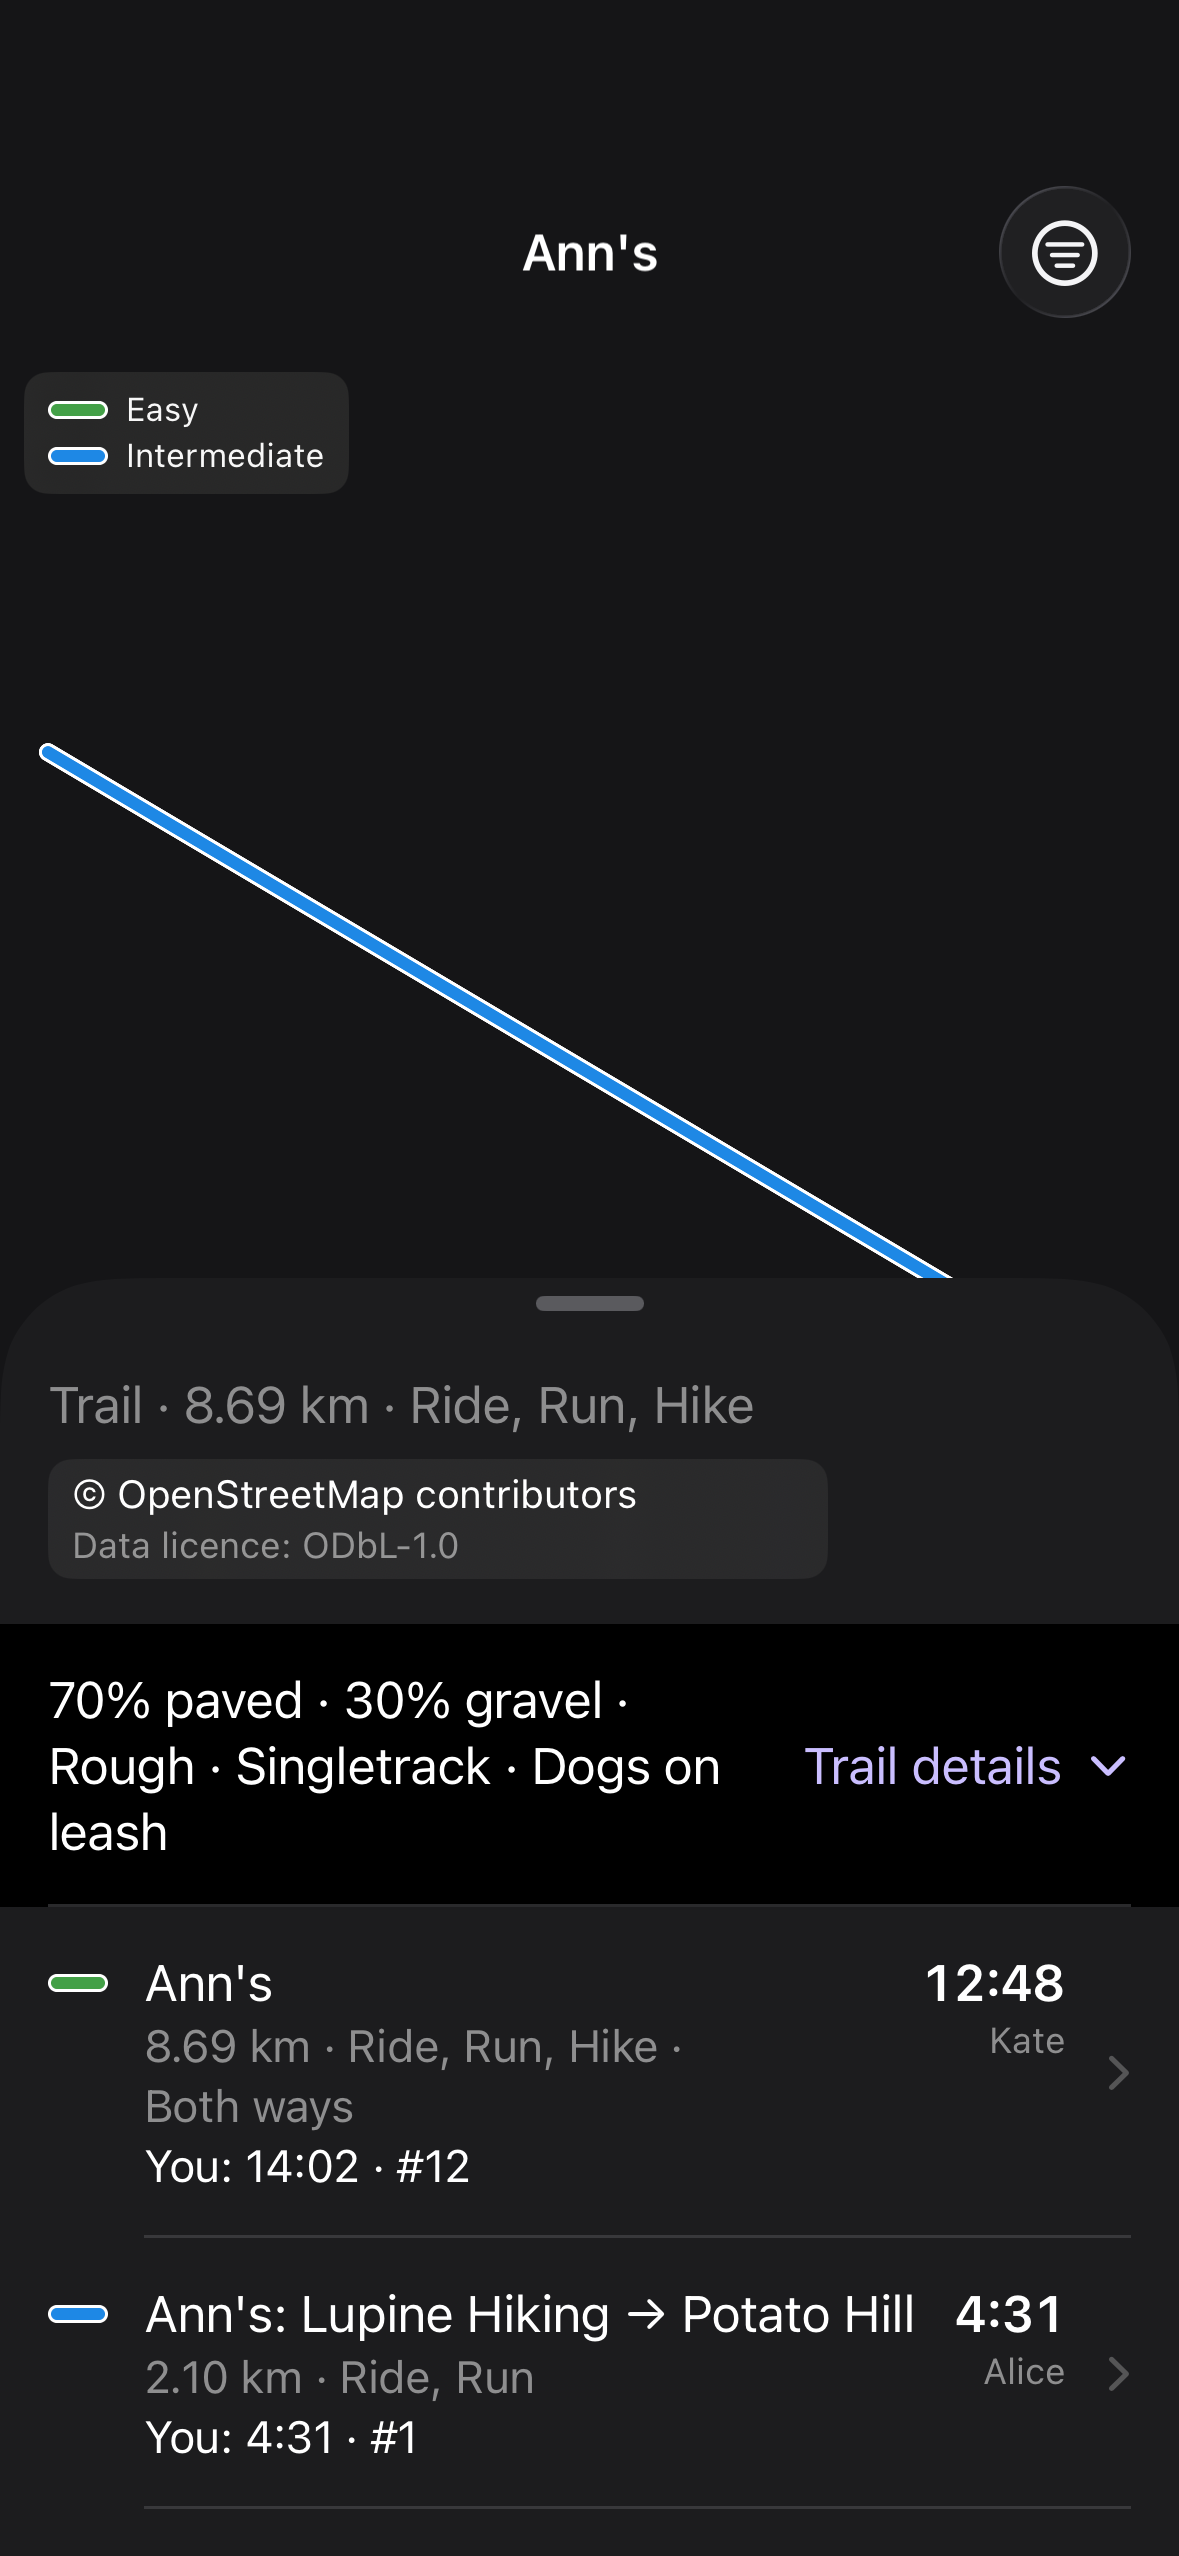 Ann's
Easy
Intermediate
Trail · 8.69 km · Ride, Run, Hike
© OpenStreetMap contributors
Data licence: ODbL-1.0
70% paved · 30% gravel ·
Rough · Singletrack · Dogs on
leash
Trail details
Ann's
12:48
8.69 km · Ride, Run, Hike ·
Kate
Both ways
You: 14:02 · #12
Ann's: Lupine Hiking → Potato Hill
4:31
2.10 km · Ride, Run
Alice
You: 4:31 · #1